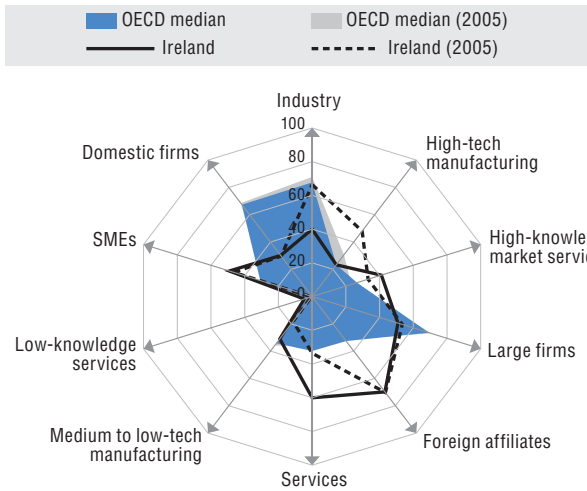 OECD median
OECD median (2005)
Ireland
Ireland (2005)
Industry
100
80
60
40
20
0
High-tech
manufacturing
market
Large firms
Foreign affiliates
Services
Medium to low-tech
manufacturing
Low-knowledge
services
SMEs
Domestic firms